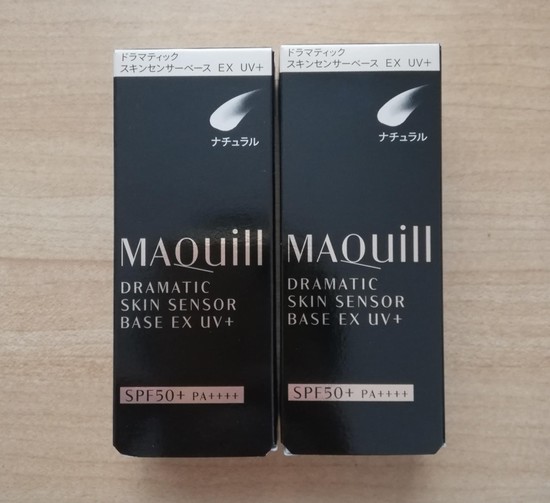 ドラマティック
スキンセンサーベース EX UV+
ナチュラル
MAQuill
DRAMATIC
SKIN SENSOR
BASE EX UV+
SPF50+ PA++++
ドラマティック
スキンセンサーベース EX UV+
ナチュラル
MAQuill
DRAMATIC
SKIN SENSOR
BASE EX UV+
SPF50+ PA++++